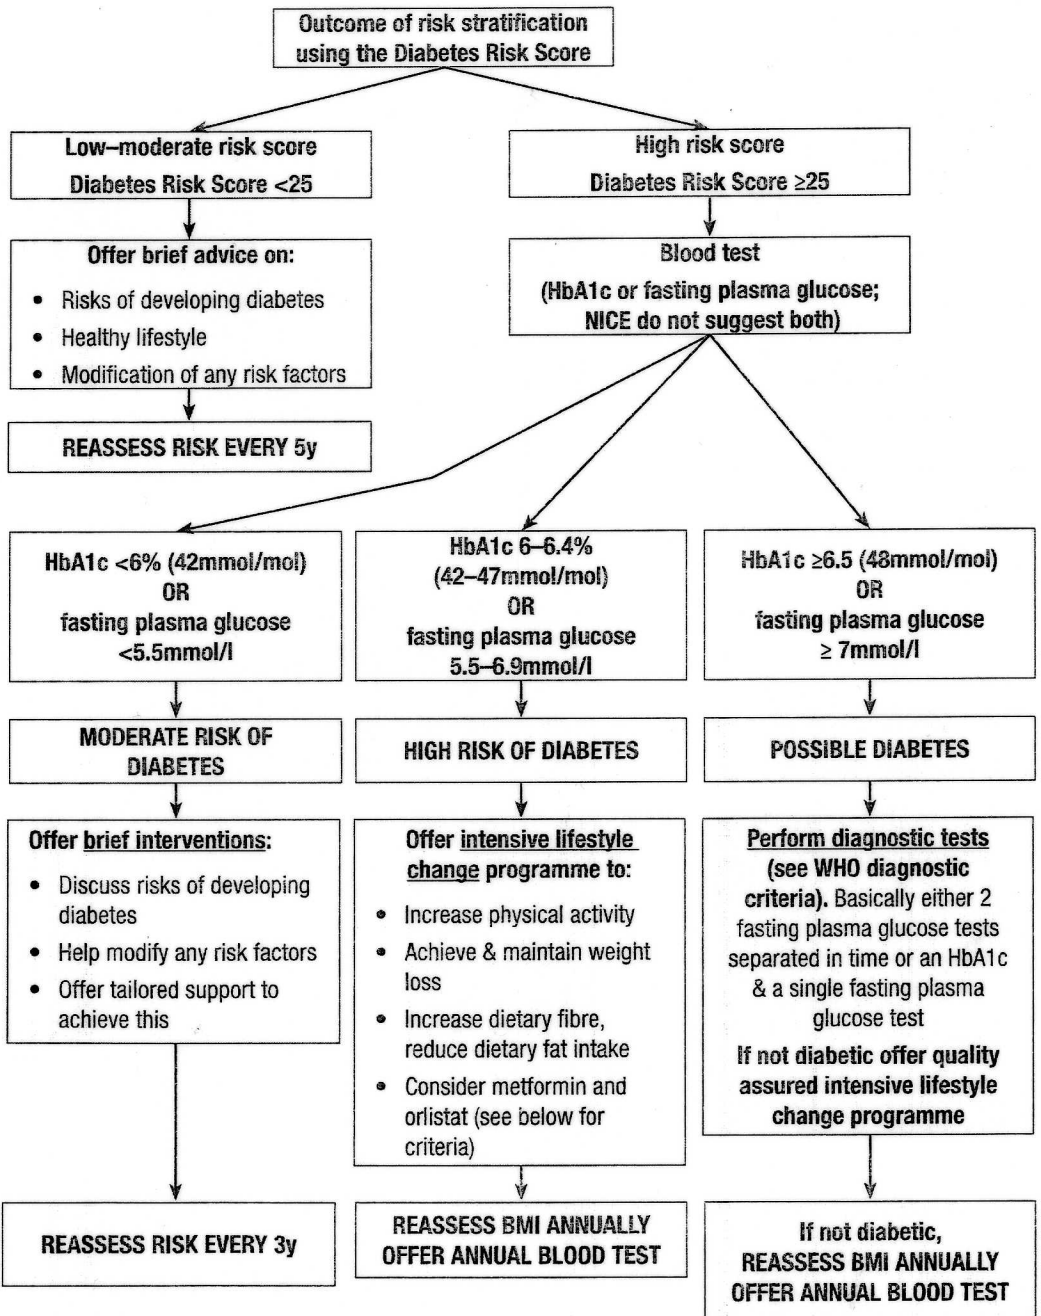 Outcome of risk stratification
using the Diabetes Risk Score
Low–moderate risk score
Diabetes Risk Score <25
High risk score
Diabetes Risk Score ≥25
Offer brief advice on:
• Risks of developing diabetes
• Healthy lifestyle
• Modification of any risk factors
Blood test
(HbA1c or fasting plasma glucose;
NICE do not suggest both)
REASSESS RISK EVERY 5y
HbA1c <6% (42mmol/mol)
OR
fasting plasma glucose
<5.5mmol/l
HbA1c 6–6.4%
(42–47mmol/mol)
OR
fasting plasma glucose
5.5–6.9mmol/l
HbA1c ≥6.5 (48mmol/mol)
OR
fasting plasma glucose
≥ 7mmol/l
MODERATE RISK OF
DIABETES
HIGH RISK OF DIABETES
POSSIBLE DIABETES
Offer brief interventions:
• Discuss risks of developing
diabetes
• Help modify any risk factors
• Offer tailored support to
achieve this
Offer intensive lifestyle
change programme to:
• Increase physical activity
• Achieve & maintain weight
loss
• Increase dietary fibre,
reduce dietary fat intake
• Consider metformin and
orlistat (see below for
criteria)
Perform diagnostic tests
(see WHO diagnostic
criteria). Basically either 2
fasting plasma glucose tests
separated in time or an HbA1c
& a single fasting plasma
glucose test
If not diabetic offer quality
assured intensive lifestyle
change programme
REASSESS RISK EVERY 3y
REASSESS BMI ANNUALLY
OFFER ANNUAL BLOOD TEST
If not diabetic,
REASSESS BMI ANNUALLY
OFFER ANNUAL BLOOD TEST